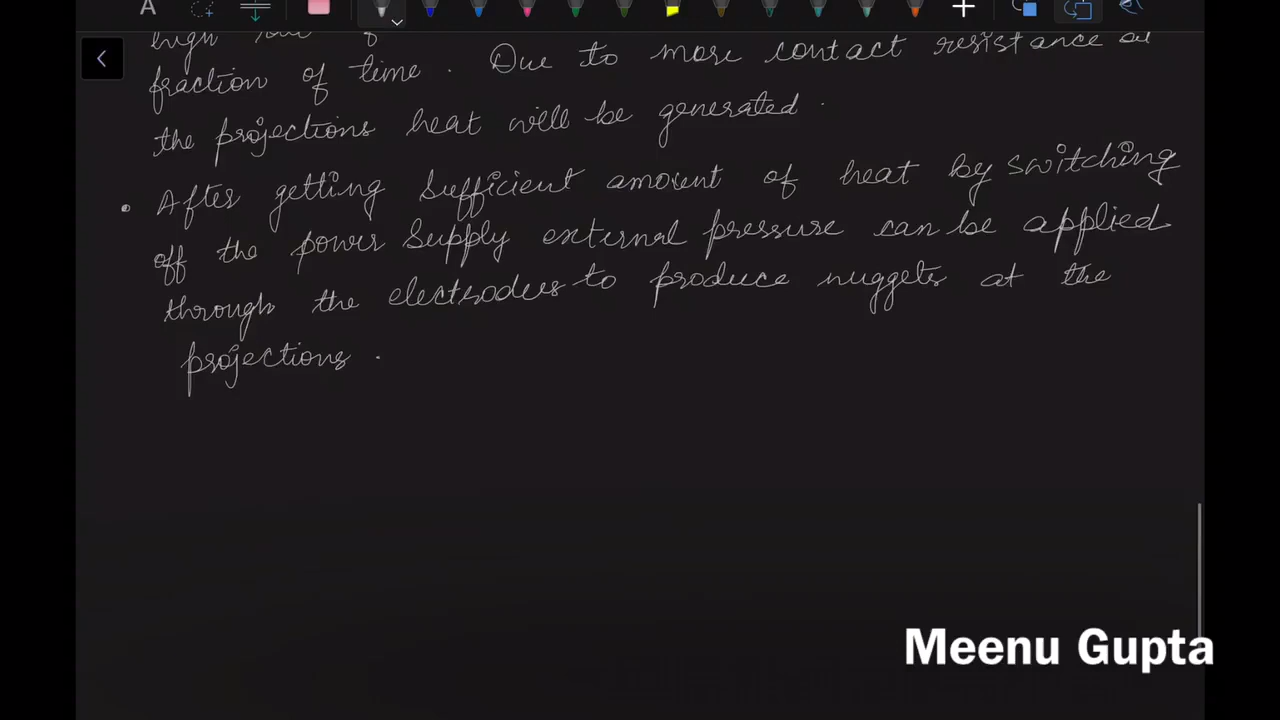 A
high
fraction of time. Due to more contact resistance at
the projections heat will be generated.
• After getting sufficient amount of heat by switching
off the power supply external pressure can be applied
through the electrodes to produce nuggets at the
projections.
Meenu Gupta